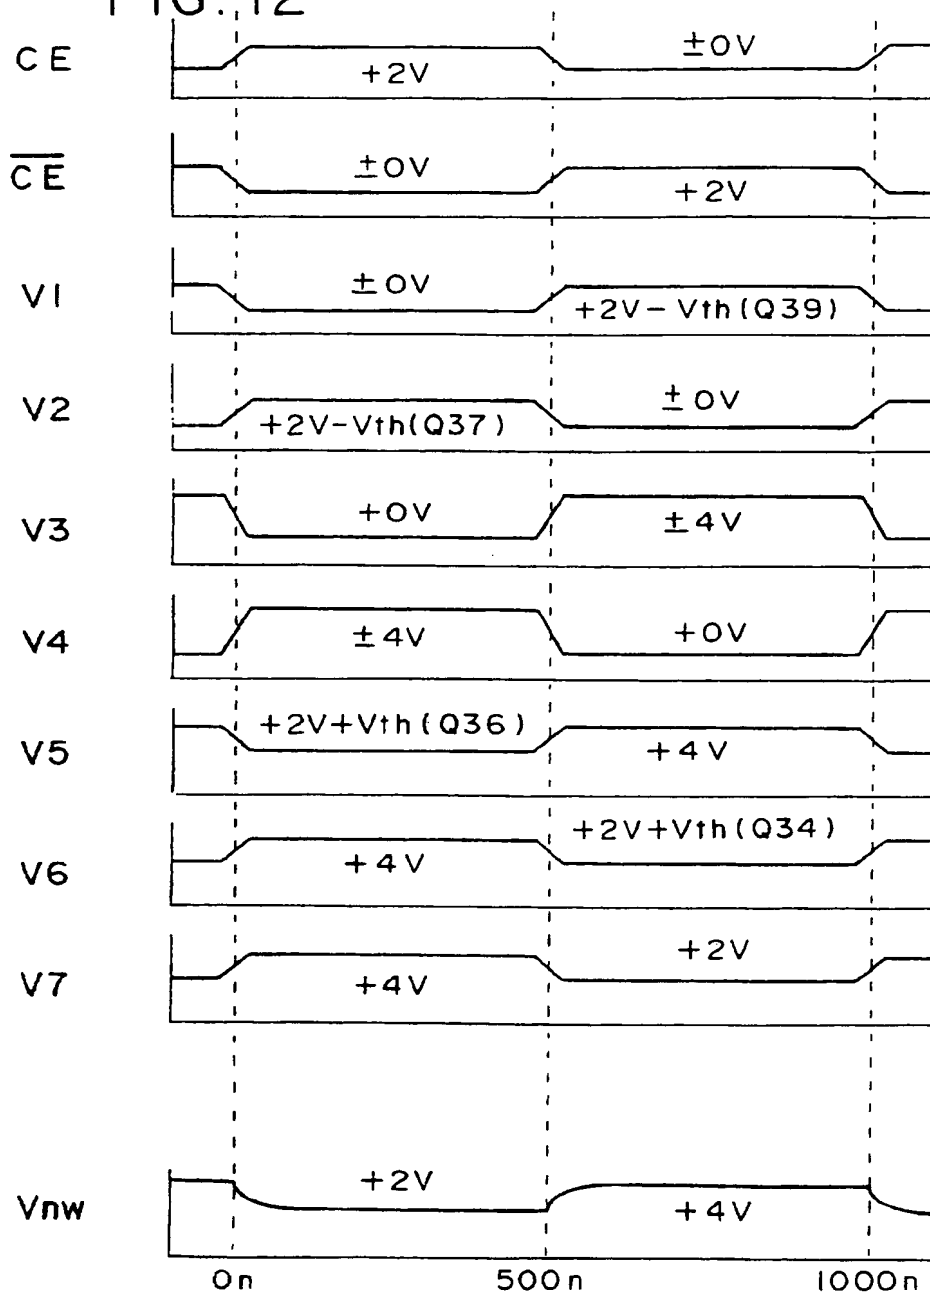 FIG. 12
CE +2V ±0V
C̅E̅ ±0V +2V
V1 ±0V +2V-Vth(Q39)
V2 +2V-Vth(Q37) ±0V
V3 +0V ±4V
V4 ±4V +0V
V5 +2V+Vth(Q36) +4V
V6 +4V +2V+Vth(Q34)
V7 +4V +2V
Vnw +2V +4V
0n 500n 1000n